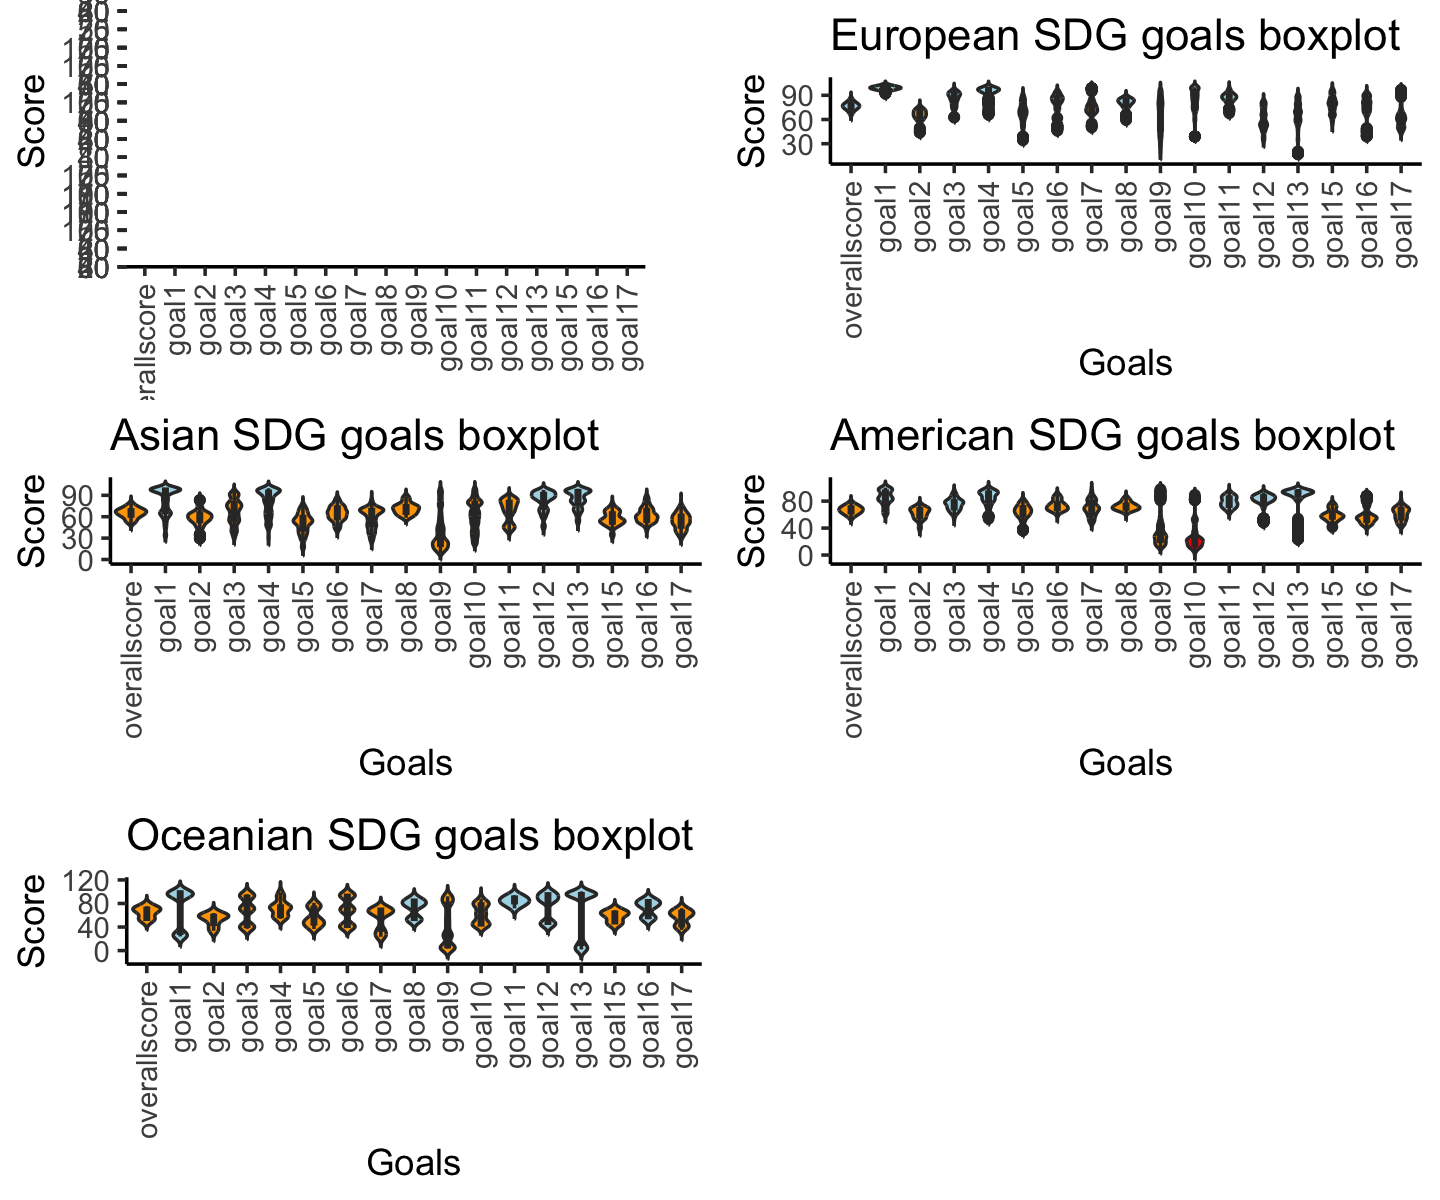 Score
erallscore goal1 goal2 goal3 goal4 goal5 goal6 goal7 goal8 goal9 goal10 goal11 goal12 goal13 goal15 goal16 goal17
European SDG goals boxplot
Score
90
60
30
overallscore goal1 goal2 goal3 goal4 goal5 goal6 goal7 goal8 goal9 goal10 goal11 goal12 goal13 goal15 goal16 goal17
Goals
Asian SDG goals boxplot
Score
90
60
30
0
overallscore goal1 goal2 goal3 goal4 goal5 goal6 goal7 goal8 goal9 goal10 goal11 goal12 goal13 goal15 goal16 goal17
Goals
American SDG goals boxplot
Score
80
40
0
overallscore goal1 goal2 goal3 goal4 goal5 goal6 goal7 goal8 goal9 goal10 goal11 goal12 goal13 goal15 goal16 goal17
Goals
Oceanian SDG goals boxplot
Score
120
80
40
0
overallscore goal1 goal2 goal3 goal4 goal5 goal6 goal7 goal8 goal9 goal10 goal11 goal12 goal13 goal15 goal16 goal17
Goals